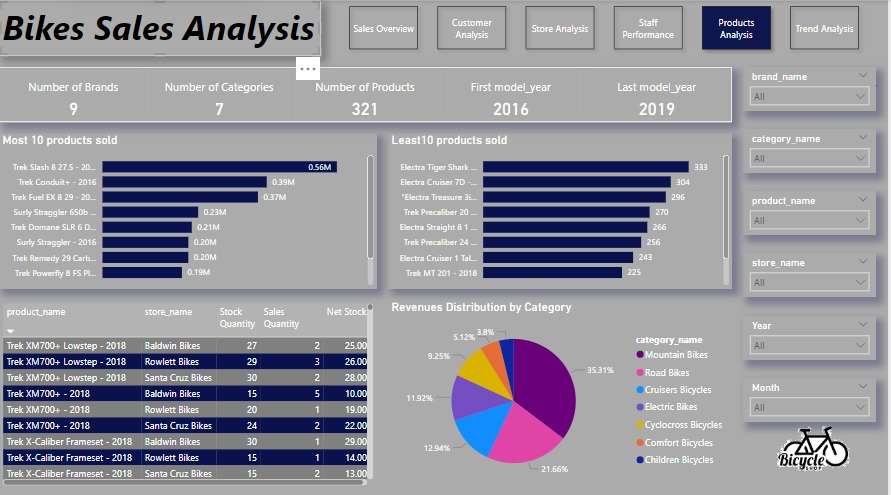 Bikes Sales Analysis
Sales Overview
Customer
Analysis
Store Analysis
Staff
Performance
Products
Analysis
Trend Analysis
...
Number of Brands
9
Number of Categories
7
Number of Products
321
First model_year
2016
Last model_year
2019
brand_name
All
category_name
All
product_name
All
store_name
All
Year
All
Month
All
Most 10 products sold
Trek Slash 8 27.5 - 20... 0.56M
Trek Conduit+ - 2016 0.39M
Trek Fuel EX 8 29 - 20... 0.37M
Surly Straggler 650b ... 0.23M
Trek Domane SLR 6 D... 0.21M
Surly Straggler - 2016 0.20M
Trek Remedy 29 Carb... 0.20M
Trek Powerfly 8 FS Pl... 0.19M
Least10 products sold
Electra Tiger Shark ... 333
Electra Cruiser 7D -... 304
"Electra Treasure 3i... 296
Trek Precaliber 20 ... 270
Electra Straight 8 1 ... 266
Trek Precaliber 24 ... 256
Electra Cruiser 1 Tal... 243
Trek MT 201 - 2018 225
product_name store_name Stock Quantity Sales Quantity Net Stock
Trek XM700+ Lowstep - 2018 Baldwin Bikes 27 2 25.00
Trek XM700+ Lowstep - 2018 Rowlett Bikes 29 3 26.00
Trek XM700+ Lowstep - 2018 Santa Cruz Bikes 30 2 28.00
Trek XM700+ - 2018 Baldwin Bikes 15 5 10.00
Trek XM700+ - 2018 Rowlett Bikes 20 1 19.00
Trek XM700+ - 2018 Santa Cruz Bikes 24 2 22.00
Trek X-Caliber Frameset - 2018 Baldwin Bikes 30 1 29.00
Trek X-Caliber Frameset - 2018 Rowlett Bikes 15 1 14.00
Trek X-Caliber Frameset - 2018 Santa Cruz Bikes 15 2 13.00
Revenues Distribution by Category
35.31%
21.66%
12.94%
11.92%
9.25%
5.12%
3.8%
category_name
Mountain Bikes
Road Bikes
Cruisers Bicycles
Electric Bikes
Cyclocross Bicycles
Comfort Bicycles
Children Bicycles
Bicycle
SHOP